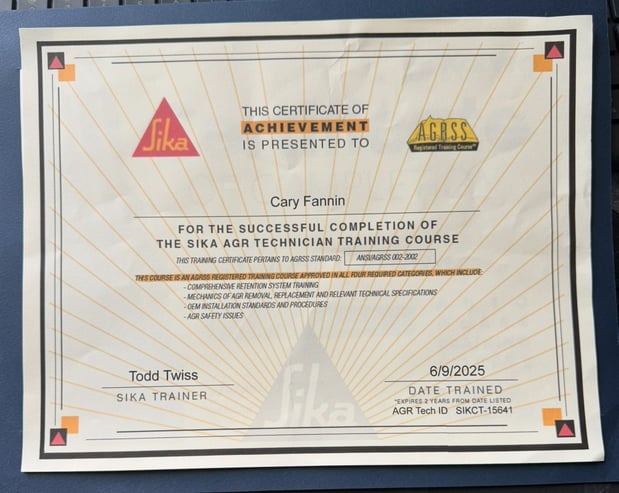 Sika
THIS CERTIFICATE OF
ACHIEVEMENT
IS PRESENTED TO
AGRSS
Registered Training Course™
Cary Fannin
FOR THE SUCCESSFUL COMPLETION OF
THE SIKA AGR TECHNICIAN TRAINING COURSE
THIS TRAINING CERTIFICATE PERTAINS TO AGRSS STANDARD: ANSI/AGRSS 002-2002
THIS COURSE IS AN AGRSS REGISTERED TRAINING COURSE APPROVED IN ALL FOUR REQUIRED CATEGORIES, WHICH INCLUDE:
- COMPREHENSIVE RETENTION SYSTEM TRAINING
- MECHANICS OF AGR REMOVAL, REPLACEMENT AND RELEVANT TECHNICAL SPECIFICATIONS
- OEM INSTALLATION STANDARDS AND PROCEDURES
- AGR SAFETY ISSUES
Todd Twiss
SIKA TRAINER
Sika
6/9/2025
DATE TRAINED
*EXPIRES 2 YEARS FROM DATE LISTED
AGR Tech ID SIKCT-15641